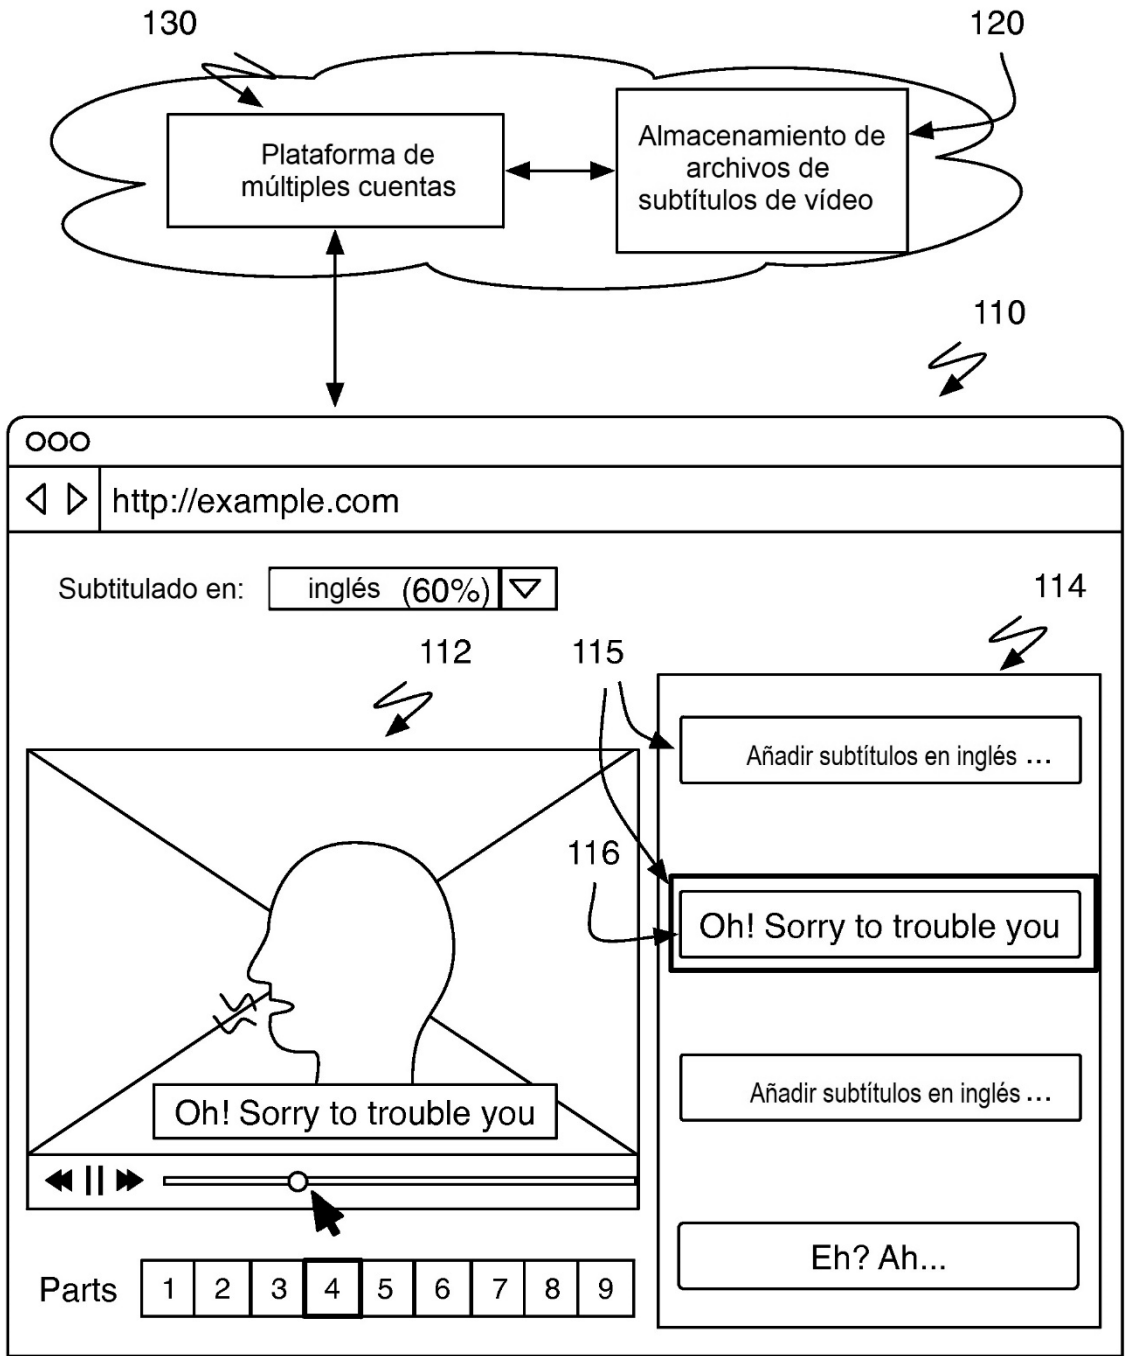 130
120
Plataforma de
múltiples cuentas
Almacenamiento de
archivos de
subtítulos de vídeo
110
http://example.com
Subtitulado en:
inglés (60%)
114
112
115
Añadir subtítulos en inglés ...
116
Oh! Sorry to trouble you
Añadir subtítulos en inglés ...
Oh! Sorry to trouble you
Eh? Ah...
Parts 1 2 3 4 5 6 7 8 9